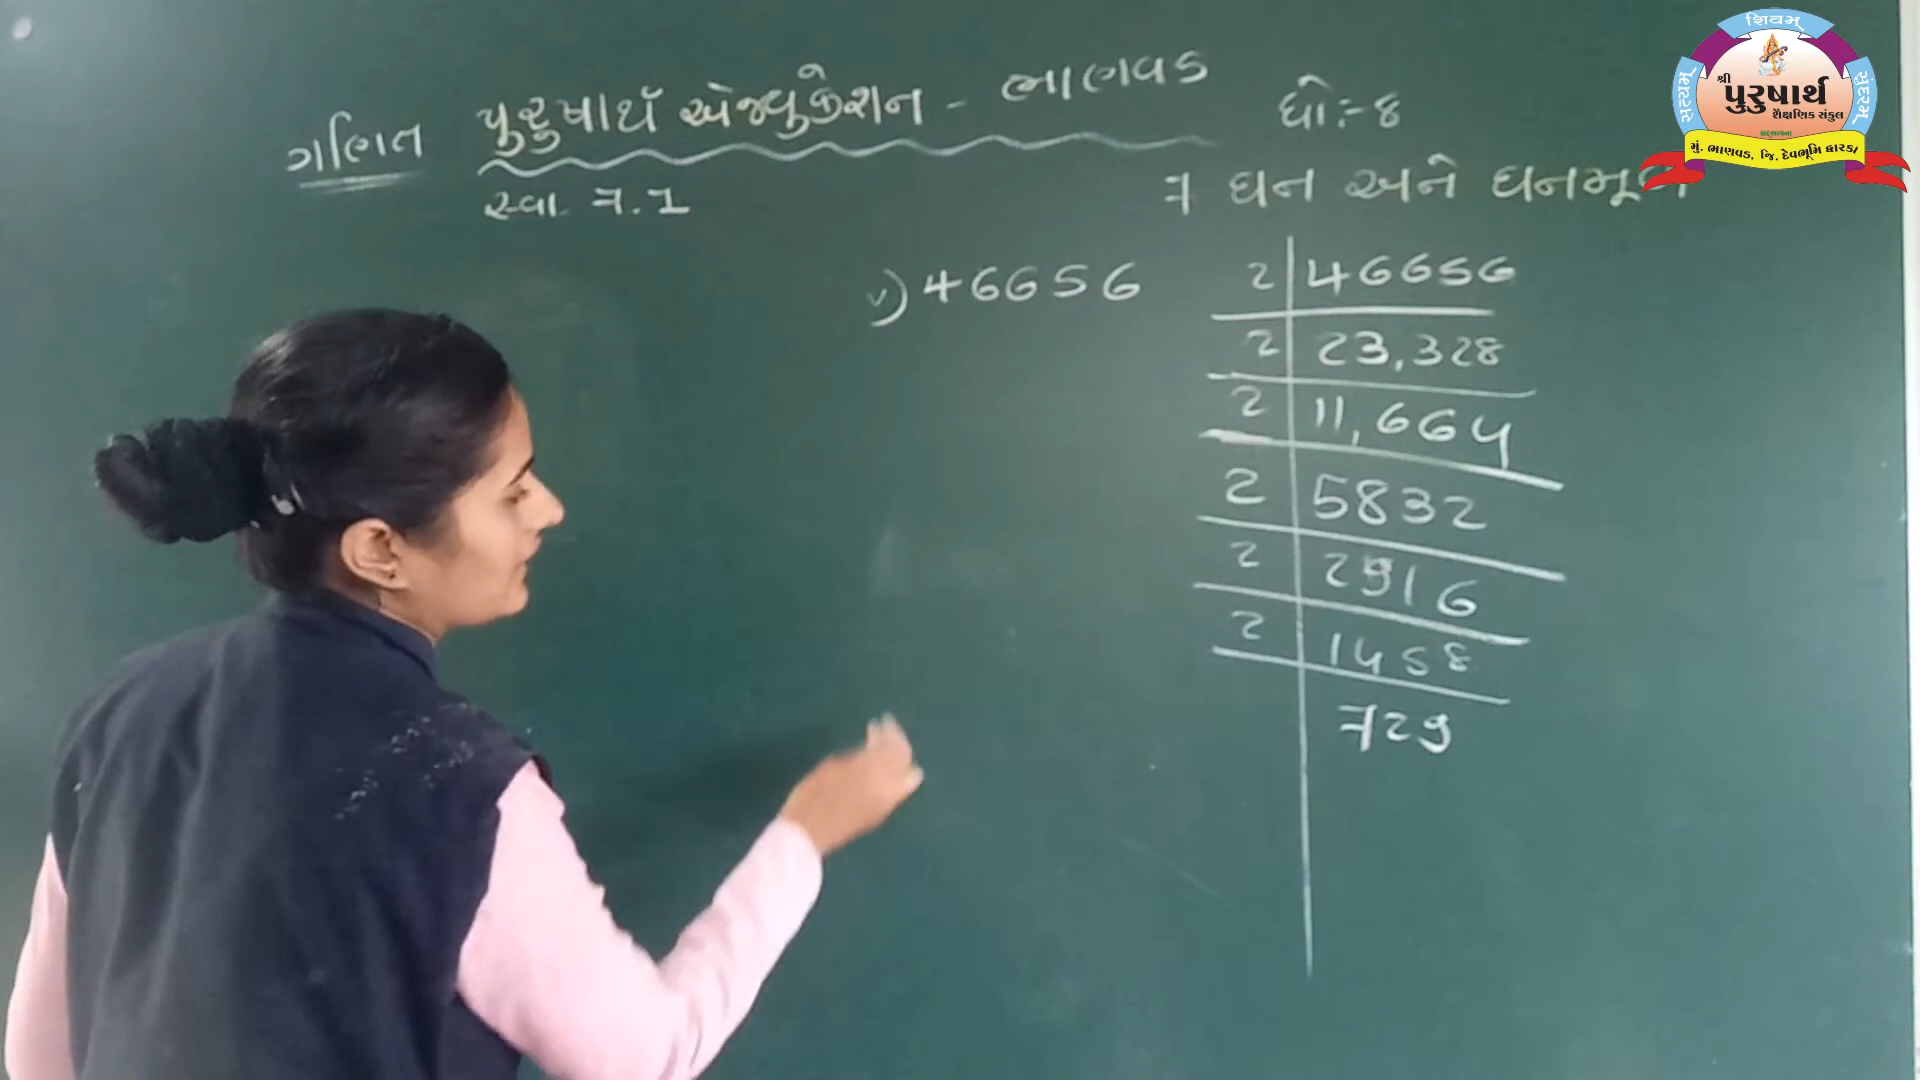 ગણિત
પુરુષાર્થ એજ્યુકેશન - ભાણવડ
ધો:-8
સ્વા. 7.1
7 ઘન અને ઘનમૂળ
v) 46656
2 | 46656
2 | 23,328
2 | 11,664
2 | 5832
2 | 2916
2 | 1458
729
શિવમ્
સત્યમ્
સુંદરમ્
શ્રી
પુરુષાર્થ
શૈક્ષણિક સંકુલ
મું. ભાણવડ, જિ. દેવભૂમિ દ્વારકા